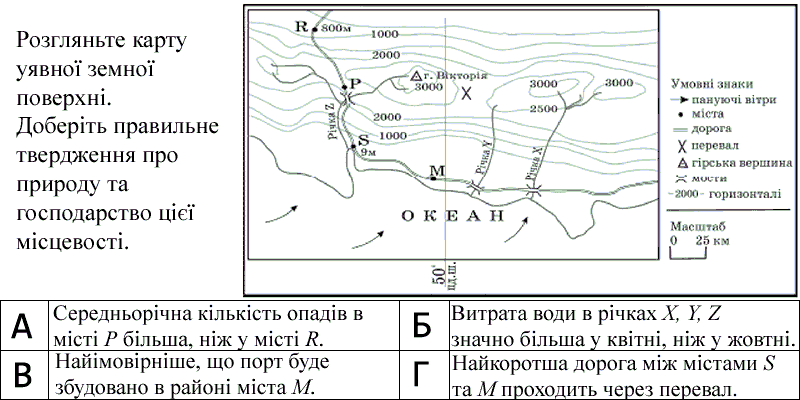 Розгляньте карту
уявної земної
поверхні.
Доберіть правильне
твердження про
природу та
господарство цієї
місцевості.
R 800м
1000
2000
P
г. Вікторія
3000
3000
3000
2500
Річка Z
2000
1000
S
9м
Річка Y
Річка X
M
ОКЕАН
50°
пд.ш.
Умовні знаки
пануючі вітри
міста
дорога
перевал
гірська вершина
мости
-2000- горизонталі
Масштаб
0 25 км
А Середньорічна кількість опадів в
місті P більша, ніж у місті R.
Б Витрата води в річках X, Y, Z
значно більша у квітні, ніж у жовтні.
В Найімовірніше, що порт буде
збудовано в районі міста M.
Г Найкоротша дорога між містами S
та M проходить через перевал.